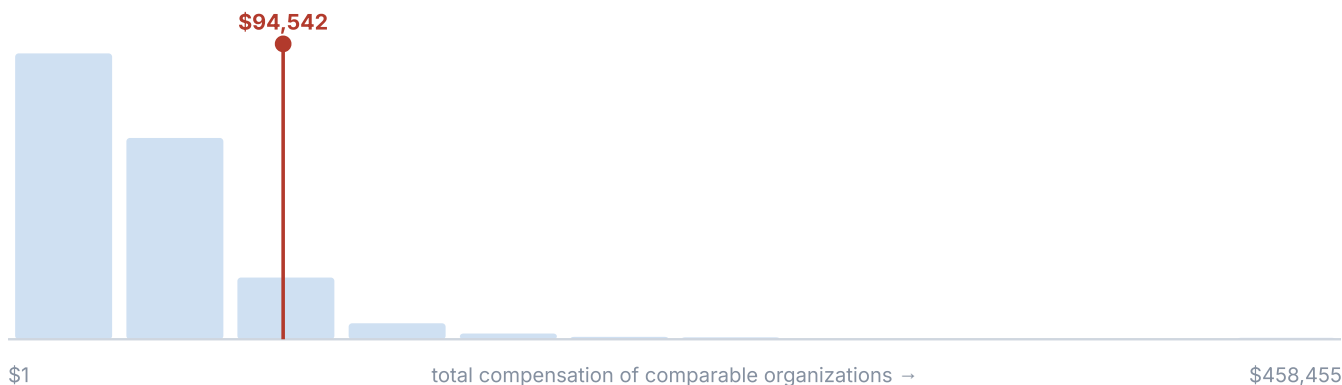 $94,542
$1
total compensation of comparable organizations →
$458,455